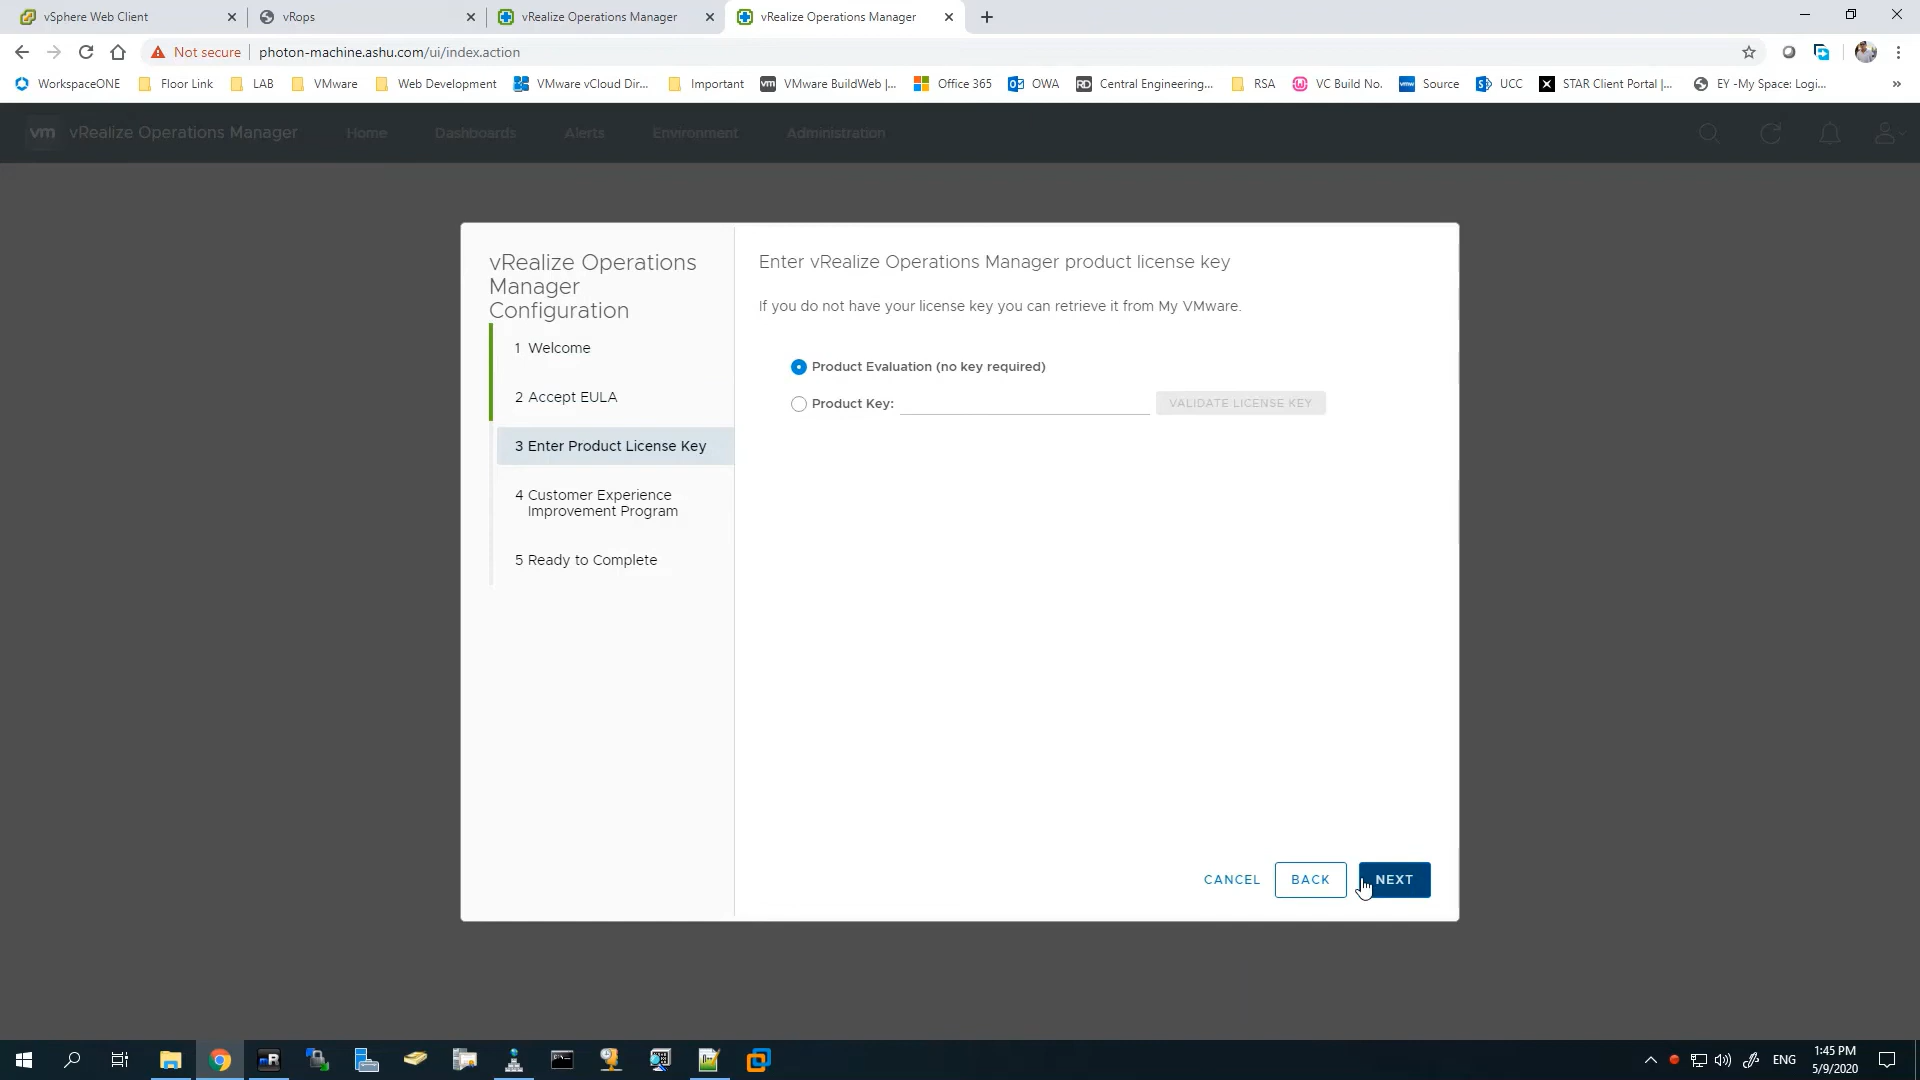 vSphere Web Client
vRops
vRealize Operations Manager
vRealize Operations Manager
Not secure
photon-machine.ashu.com/ui/index.action
WorkspaceONE
Floor Link
LAB
VMware
Web Development
VMware vCloud Dir...
Important
vm
VMware BuildWeb |...
Office 365
OWA
RD
Central Engineering...
RSA
VC Build No.
Source
UCC
STAR Client Portal |...
EY -My Space: Logi...
»
vm
vRealize Operations Manager
Home
Dashboards
Alerts
Environment
Administration
vRealize Operations
Manager
Configuration
1 Welcome
2 Accept EULA
3 Enter Product License Key
4 Customer Experience
Improvement Program
5 Ready to Complete
Enter vRealize Operations Manager product license key
If you do not have your license key you can retrieve it from My VMware.
Product Evaluation (no key required)
Product Key:
VALIDATE LICENSE KEY
CANCEL
BACK
NEXT
ENG
1:45 PM
5/9/2020